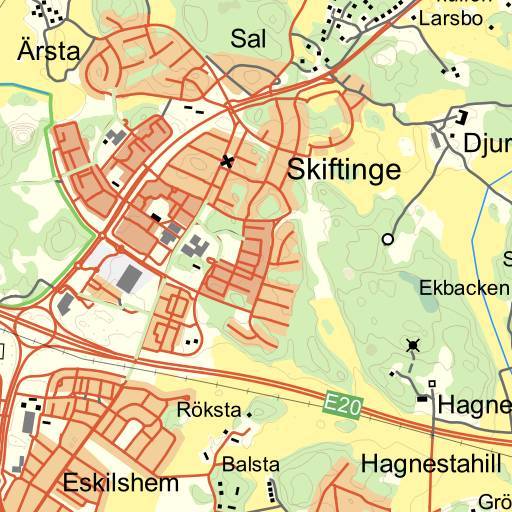 Larsbo
Sal
Ärsta
Djur
Skiftinge
Ekbacken
E20
Hagne
Röksta
Balsta
Hagnestahill
Eskilshem
Grö